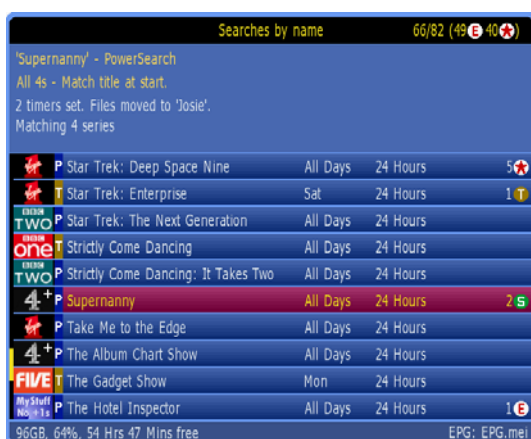 Searches by name 66/82 (49 E 40★)
'Supernanny' - PowerSearch
All 4s - Match title at start.
2 timers set. Files moved to 'Josie'.
Matching 4 series
P Star Trek: Deep Space Nine All Days 24 Hours 5★
T Star Trek: Enterprise Sat 24 Hours 1 T
BBC TWO P Star Trek: The Next Generation All Days 24 Hours
BBC one T Strictly Come Dancing All Days 24 Hours
BBC TWO P Strictly Come Dancing: It Takes Two All Days 24 Hours
4+ P Supernanny All Days 24 Hours 2 S
P Take Me to the Edge All Days 24 Hours
4+ P The Album Chart Show All Days 24 Hours
FIVE T The Gadget Show Mon 24 Hours
MyStuff No.+1s P The Hotel Inspector All Days 24 Hours 1 E
96GB, 64%, 54 Hrs 47 Mins free EPG: EPG.mei